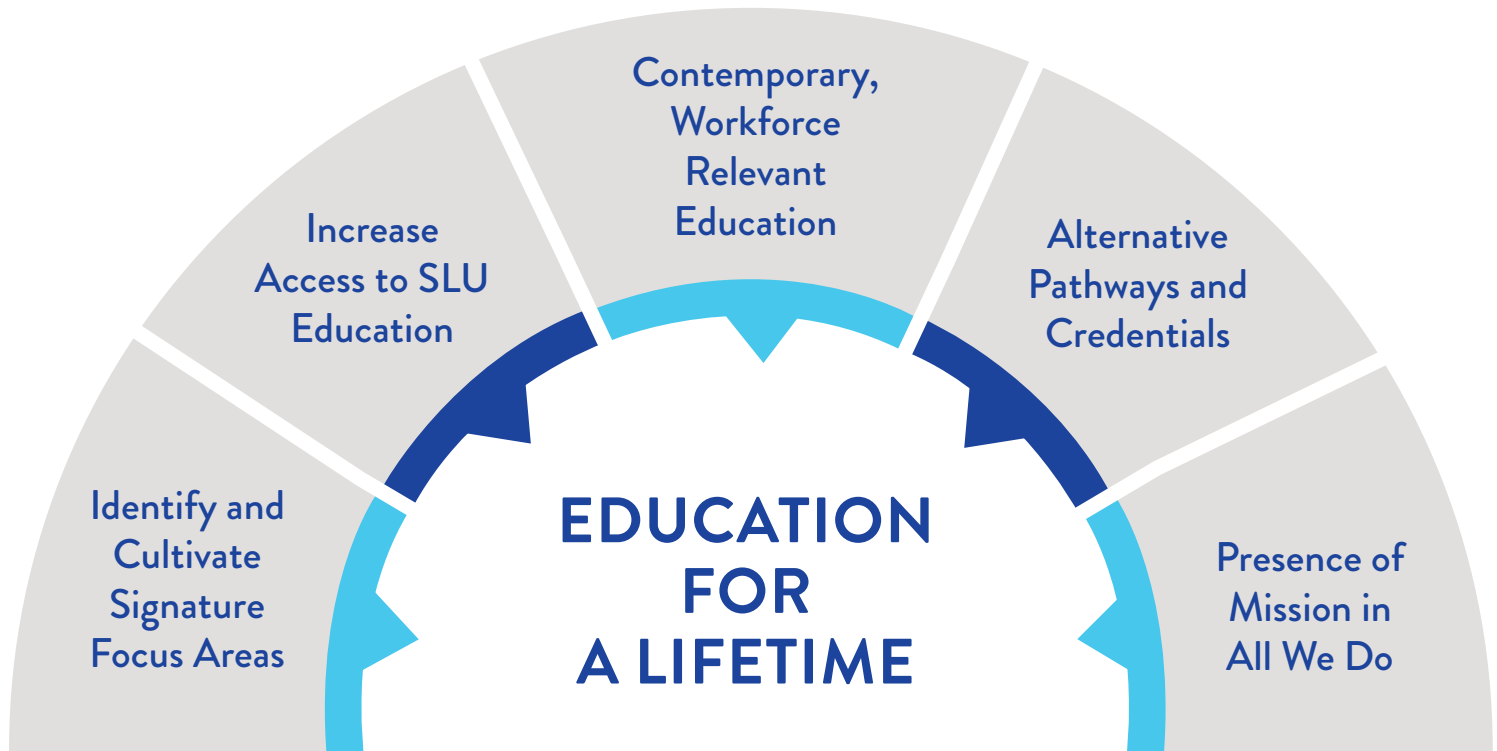 Identify and
Cultivate
Signature
Focus Areas
Increase
Access to SLU
Education
Contemporary,
Workforce
Relevant
Education
Alternative
Pathways and
Credentials
Presence of
Mission in
All We Do
EDUCATION
FOR
A LIFETIME